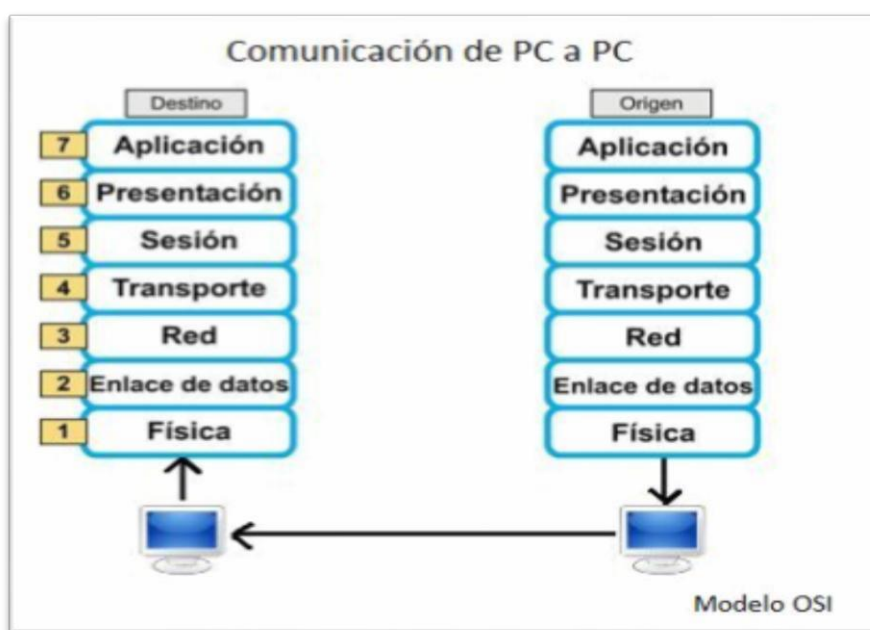 Comunicación de PC a PC
Destino
7 Aplicación
6 Presentación
5 Sesión
4 Transporte
3 Red
2 Enlace de datos
1 Física
Origen
Aplicación
Presentación
Sesión
Transporte
Red
Enlace de datos
Física
Modelo OSI